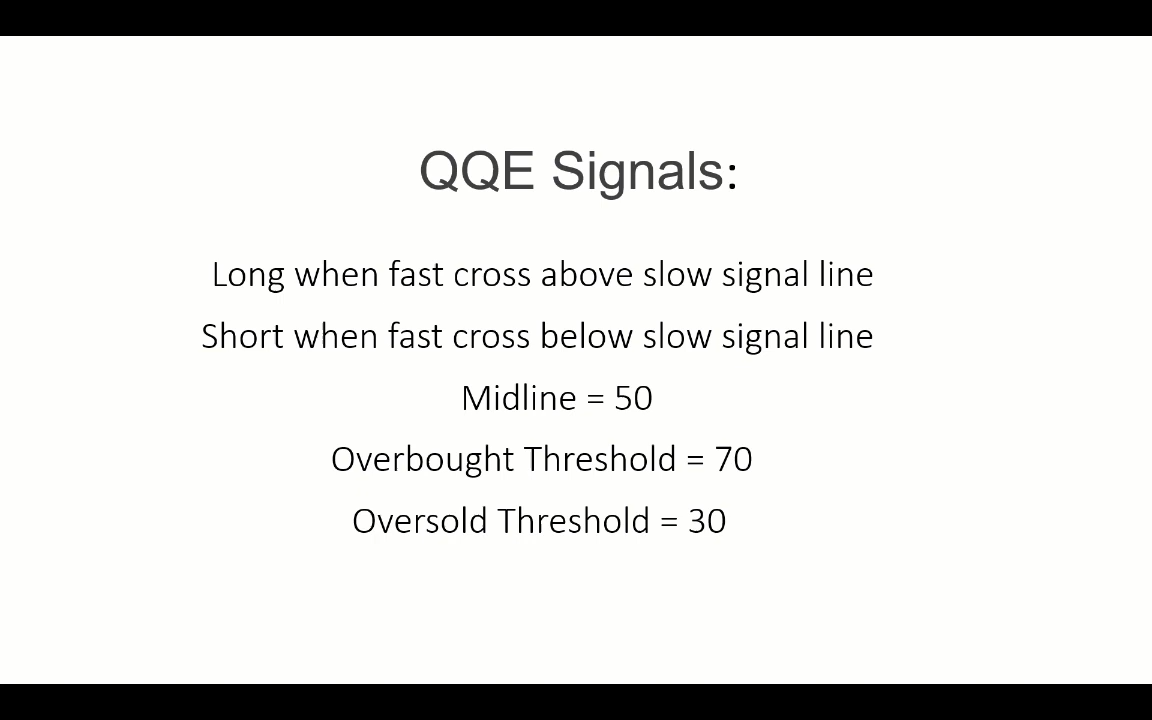 QQE Signals:
Long when fast cross above slow signal line
Short when fast cross below slow signal line
Midline = 50
Overbought Threshold = 70
Oversold Threshold = 30